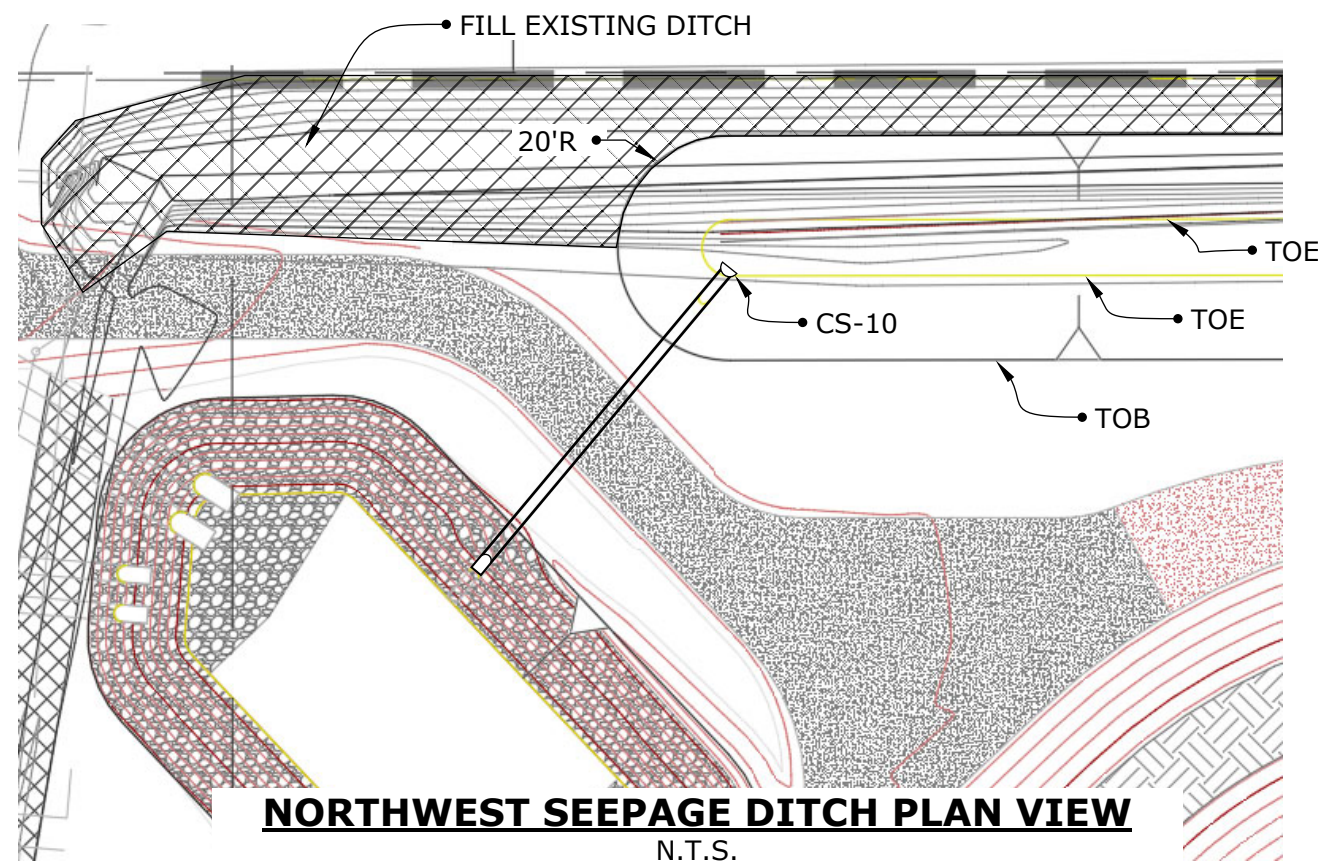 FILL EXISTING DITCH
20'R
TOE
TOE
CS-10
TOB
NORTHWEST SEEPAGE DITCH PLAN VIEW
N.T.S.